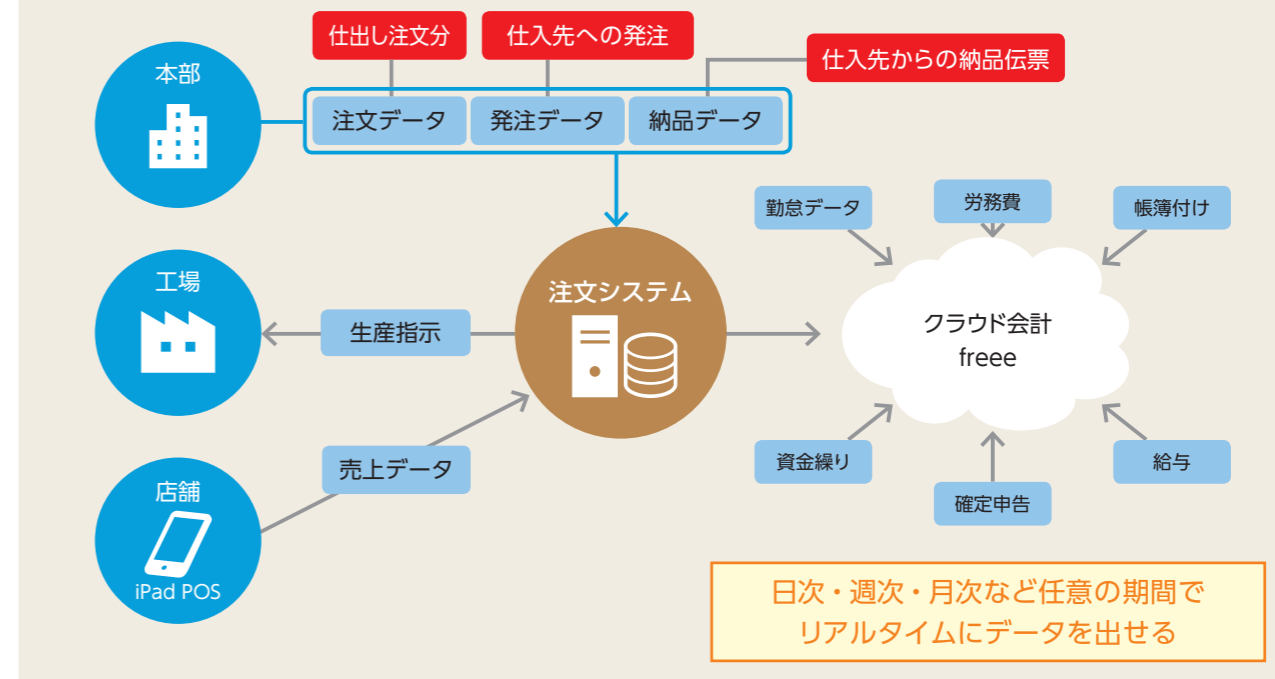 仕出し注文分
仕入先への発注
仕入先からの納品伝票
本部
注文データ
発注データ
納品データ
勤怠データ
労務費
帳簿付け
工場
生産指示
注文システム
クラウド会計
freee
店舗
iPad POS
売上データ
資金繰り
確定申告
給与
日次・週次・月次など任意の期間で
リアルタイムにデータを出せる